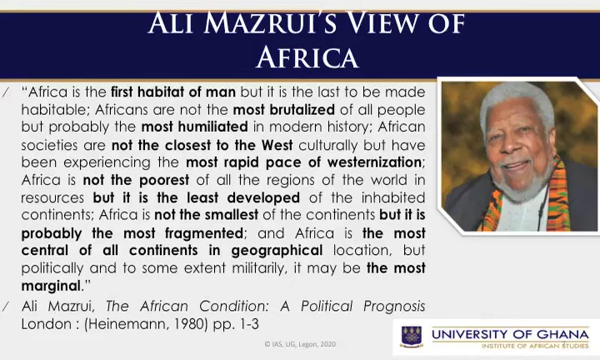 ALI MAZRUI'S VIEW OF
AFRICA
“Africa is the first habitat of man but it is the last to be made
habitable; Africans are not the most brutalized of all people
but probably the most humiliated in modern history; African
societies are not the closest to the West culturally but have
been experiencing the most rapid pace of westernization;
Africa is not the poorest of all the regions of the world in
resources but it is the least developed of the inhabited
continents; Africa is not the smallest of the continents but it is
probably the most fragmented; and Africa is the most
central of all continents in geographical location, but
politically and to some extent militarily, it may be the most
marginal.”
Ali Mazrui, The African Condition: A Political Prognosis
London : (Heinemann, 1980) pp. 1-3
© IAS, UG, Legon, 2020
UNIVERSITY OF GHANA
INSTITUTE OF AFRICAN STUDIES